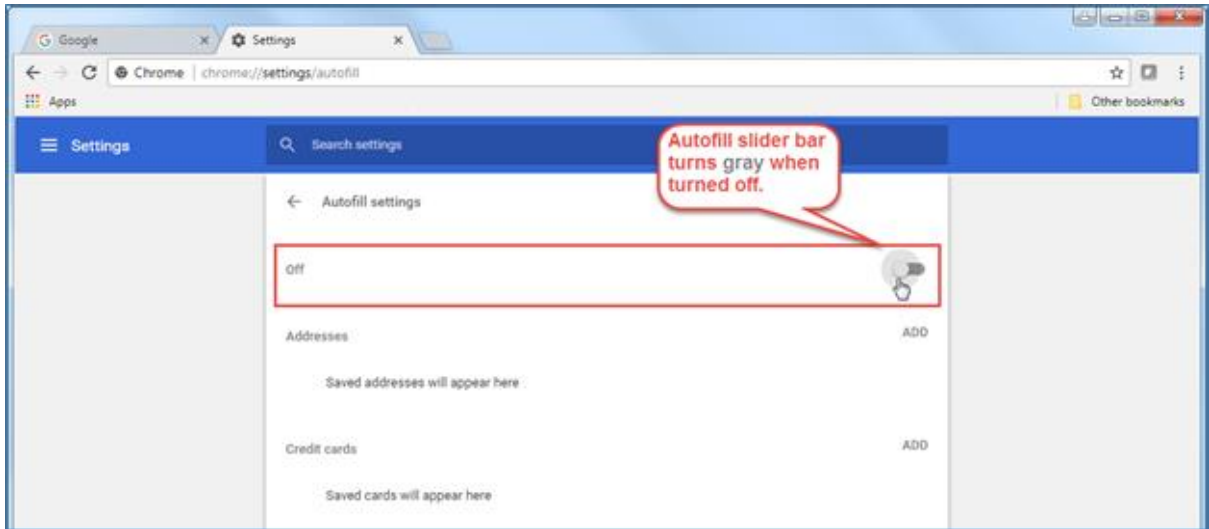 Google
Settings
Chrome | chrome://settings/autofill
Apps
Other bookmarks
Settings
Search settings
Autofill slider bar
turns gray when
turned off.
Autofill settings
Off
Addresses
ADD
Saved addresses will appear here
Credit cards
ADD
Saved cards will appear here